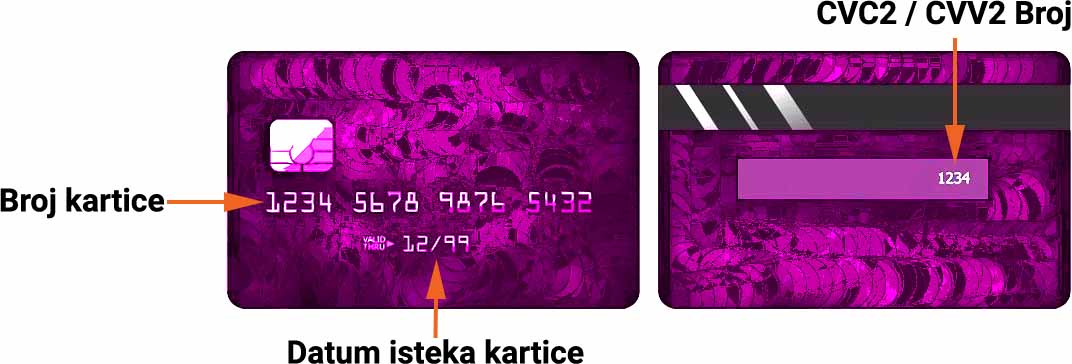 CVC2 / CVV2 Broj
1234
Broj kartice
1234 5678 9876 5432
VALID
THRU
12/99
Datum isteka kartice